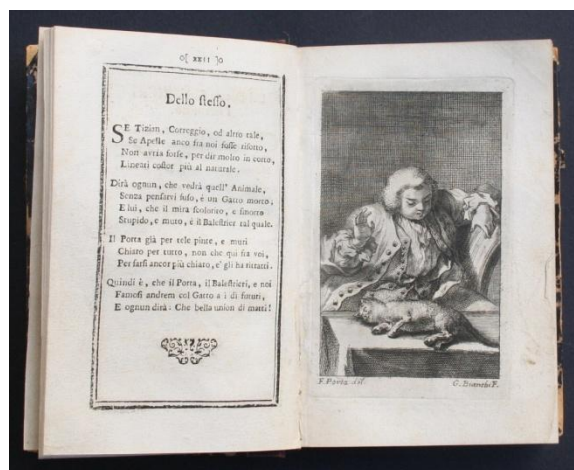 o[ XXII ]o
Dello ſteſſo.
SE Tizian, Correggio, od altro tale,
Se Apelle anco fra noi foſſe riſorto,
Non avria forſe, per dir molto in corto,
Lineati coſtor più al naturale.
Dirà ognun, che vedrà quell' Animale,
Senza penſarvi ſuſo, è un Gatto morto,
E lui, che il mira ſcolorito, e ſmorto
Stupido, e muto, è il Baleſtrier tal quale.
Il Porta già per tele pinte, e muri
Chiaro per tutto, non che quì fra voi,
Per farſi ancor più chiaro, e' gli ha ritratti.
Quindi è, che il Porta, il Baleſtrieri, e noi
Famoſi andrem col Gatto a i dì futuri,
E ognun dirà: Che bella union di matti!
F. Porta del.
G. Bianchi F.